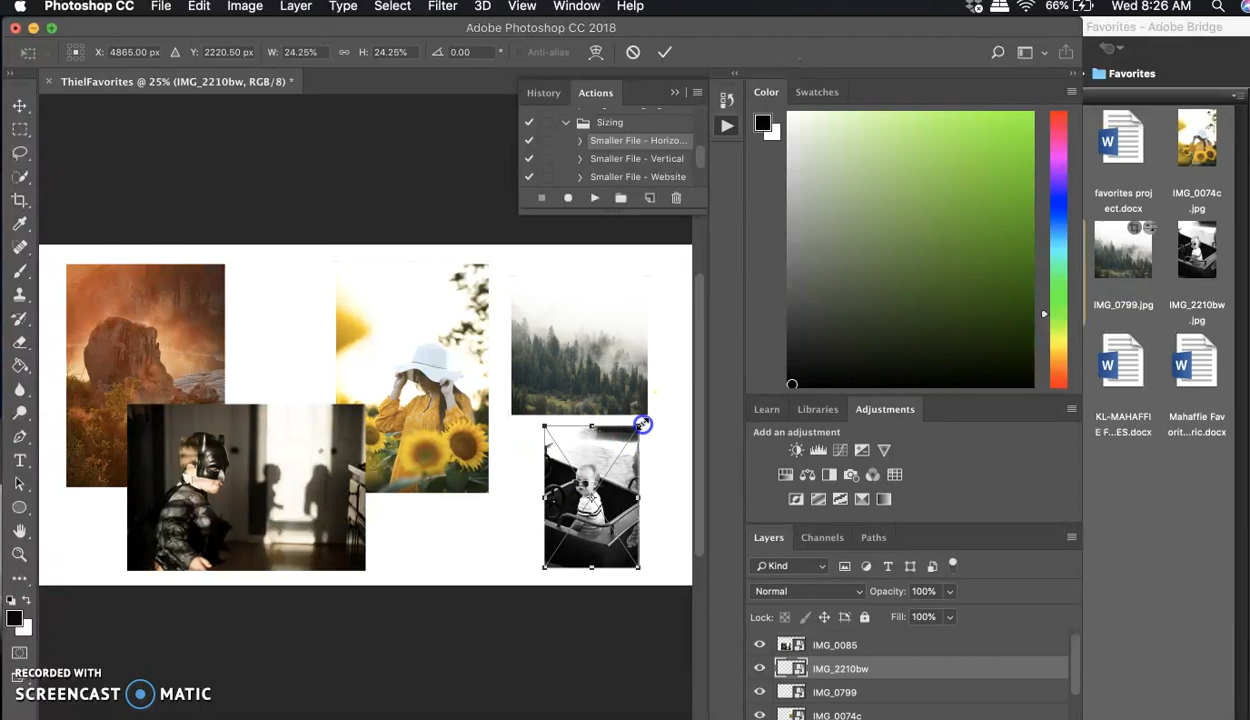 Photoshop CC File Edit Image Layer Type Select Filter 3D View Window Help 66% Wed 8:26 AM
Adobe Photoshop CC 2018
Favorites – Adobe Bridge
X: 4865.00 px Y: 2220.50 px W: 24.25% H: 24.25% 0.00 ° Anti-alias
Favorites
× ThielFavorites @ 25% (IMG_2210bw, RGB/8) *
History Actions
Color Swatches
Sizing
Smaller File - Horizo...
Smaller File - Vertical
Smaller File - Website
favorites proj
ect.docx
IMG_0074c
.jpg
IMG_0799.jpg
IMG_2210bw
.jpg
KL-MAHAFFI
E F...ES.docx
Mahaffie Fav
orit...ric.docx
Learn Libraries Adjustments
Add an adjustment
Layers Channels Paths
Kind
Normal Opacity: 100%
Lock: Fill: 100%
IMG_0085
IMG_2210bw
IMG_0799
IMG_0074c
RECORDED WITH
SCREENCAST MATIC